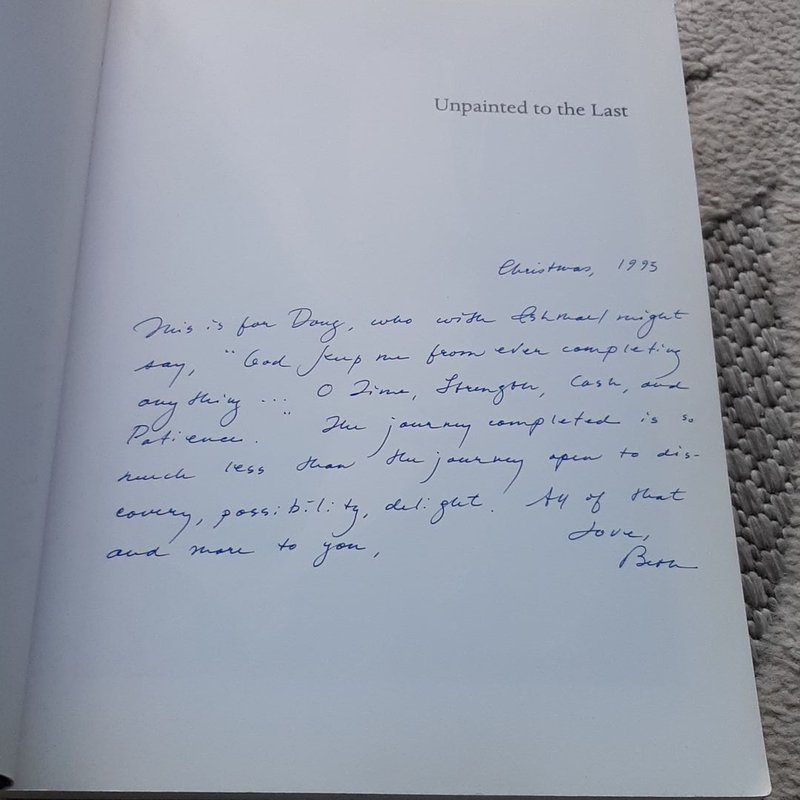 Unpainted to the Last
Christmas, 1995
This is for Doug, who with Ishmael might
say, "God keep me from ever completing
anything ... O Time, Strength, Cash, and
Patience." The journey completed is so
much less than the journey open to dis-
covery, possibility, delight. All of that
and more to you,
Love,
Beth